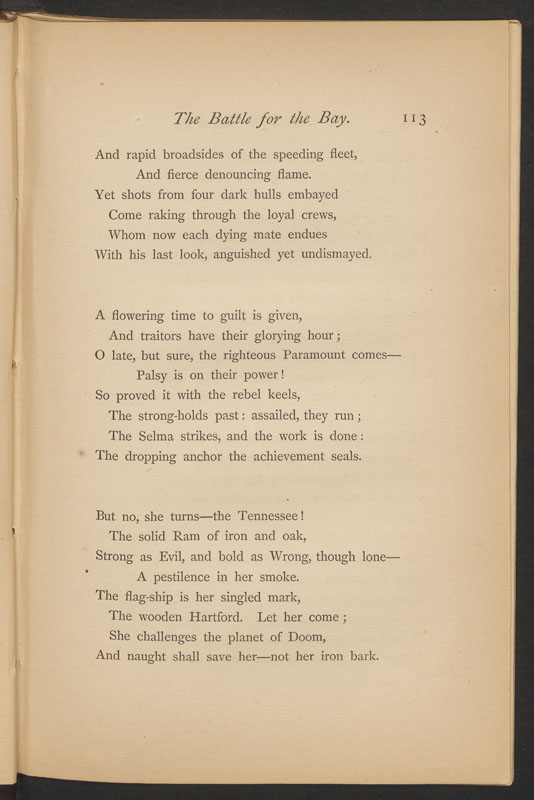 The Battle for the Bay. 113
And rapid broadsides of the speeding fleet,
And fierce denouncing flame.
Yet shots from four dark hulls embayed
Come raking through the loyal crews,
Whom now each dying mate endues
With his last look, anguished yet undismayed.
A flowering time to guilt is given,
And traitors have their glorying hour;
O late, but sure, the righteous Paramount comes—
Palsy is on their power!
So proved it with the rebel keels,
The strong-holds past: assailed, they run;
The Selma strikes, and the work is done:
The dropping anchor the achievement seals.
But no, she turns—the Tennessee!
The solid Ram of iron and oak,
Strong as Evil, and bold as Wrong, though lone—
A pestilence in her smoke.
The flag-ship is her singled mark,
The wooden Hartford. Let her come;
She challenges the planet of Doom,
And naught shall save her—not her iron bark.